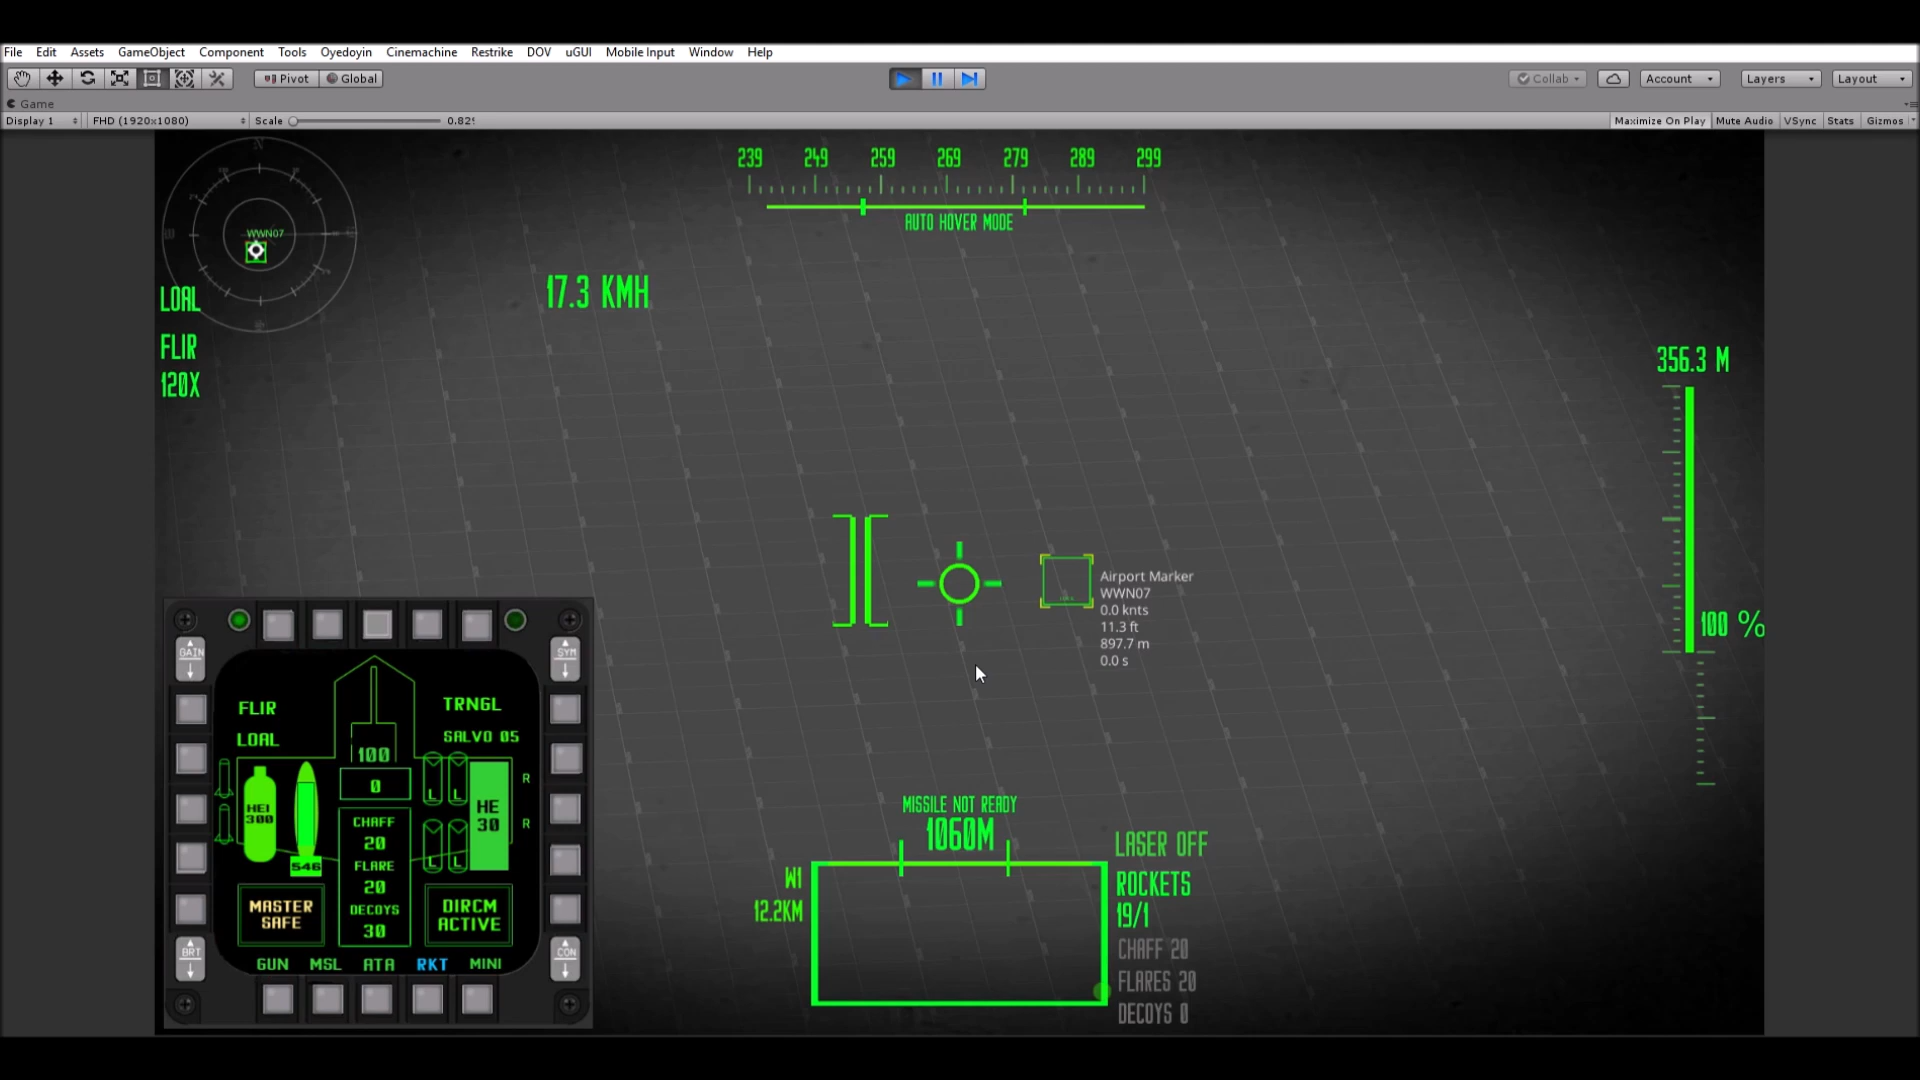 File Edit Assets GameObject Component Tools Oyedoyin Cinemachine Restrike DOV uGUI Mobile Input Window Help
Pivot Global Collab Account Layers Layout
Game
Display 1 FHD (1920x1080) Scale 0.82 Maximize On Play Mute Audio VSync Stats Gizmos
N
239 249 259 269 279 289 299
AUTO HOVER MODE
WWN07
LOAL
17.3 KMH
FLIR
120X
356.3 M
100 %
Airport Marker
WWN07
0.0 knts
11.3 ft
897.7 m
0.0 s
GAIN SYM
FLIR TRNGL
LOAL SALVO 05
100
0
HEI
300
L L
HE
30
R
R
CHAFF
20
FLARE
20
L L
546
DECOYS
30
MASTER
SAFE
DIRCM
ACTIVE
BRT CON
GUN MSL ATA RKT MINI
MISSILE NOT READY
1060M
W1
12.2KM
LASER OFF
ROCKETS
19/1
CHAFF 20
FLARES 20
DECOYS 0